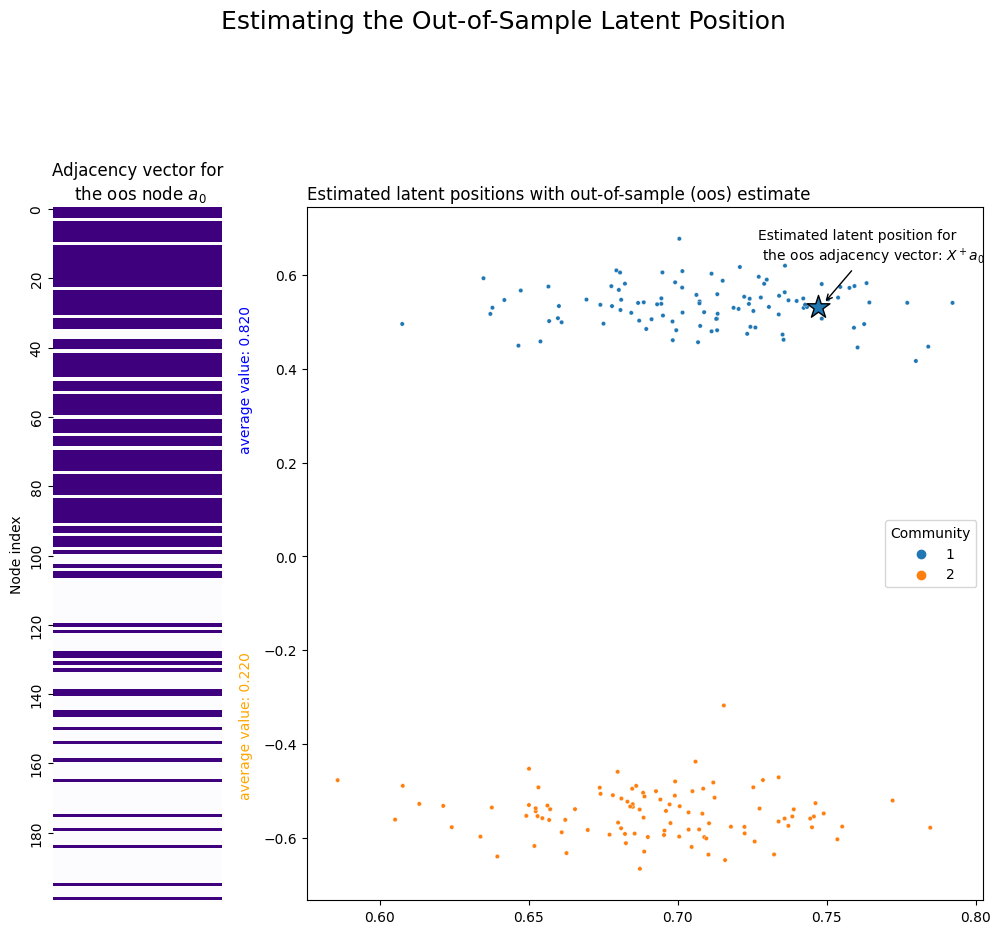 Estimating the Out-of-Sample Latent Position
Adjacency vector for
the oos node a₀
Node index
0
20
40
60
80
100
120
140
160
180
average value: 0.820
average value: 0.220
Estimated latent positions with out-of-sample (oos) estimate
Estimated latent position for
the oos adjacency vector: X⁺a₀
0.6
0.4
0.2
0.0
−0.2
−0.4
−0.6
0.60 0.65 0.70 0.75 0.80
Community
1
2